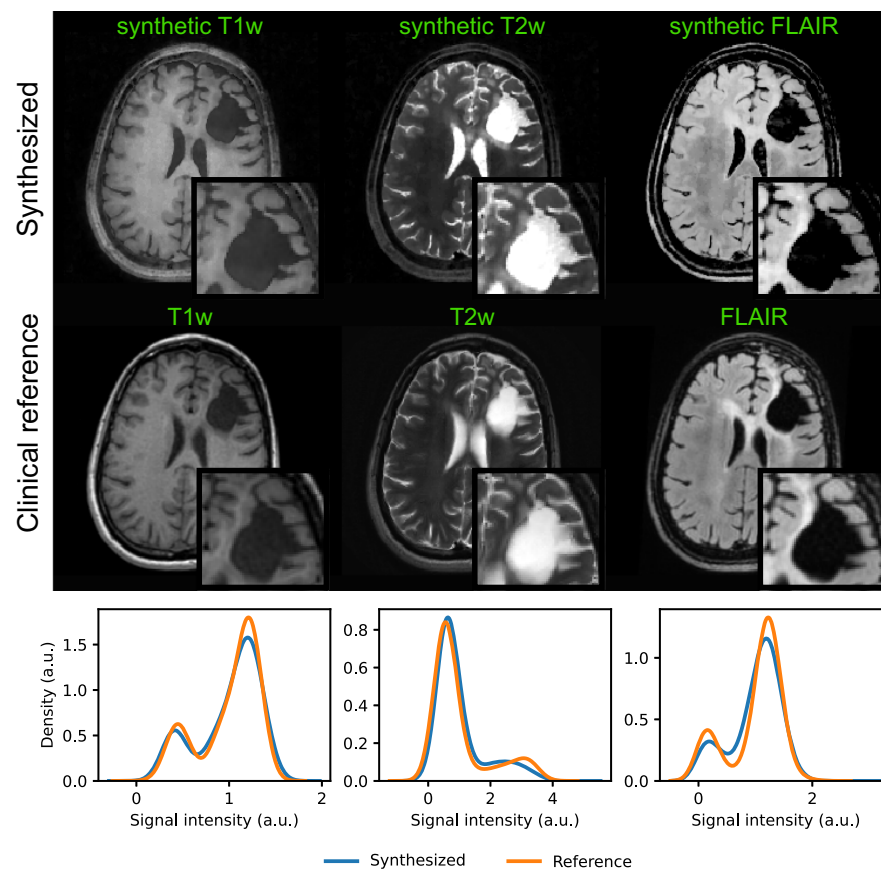 synthetic T1w synthetic T2w synthetic FLAIR
Synthesized
T1w T2w FLAIR
Clinical reference
Density (a.u.)
1.5
1.0
0.5
0.0
0 1 2
Signal intensity (a.u.)
0.8
0.6
0.4
0.2
0.0
0 2 4
Signal intensity (a.u.)
1.0
0.5
0.0
0 2
Signal intensity (a.u.)
Synthesized Reference